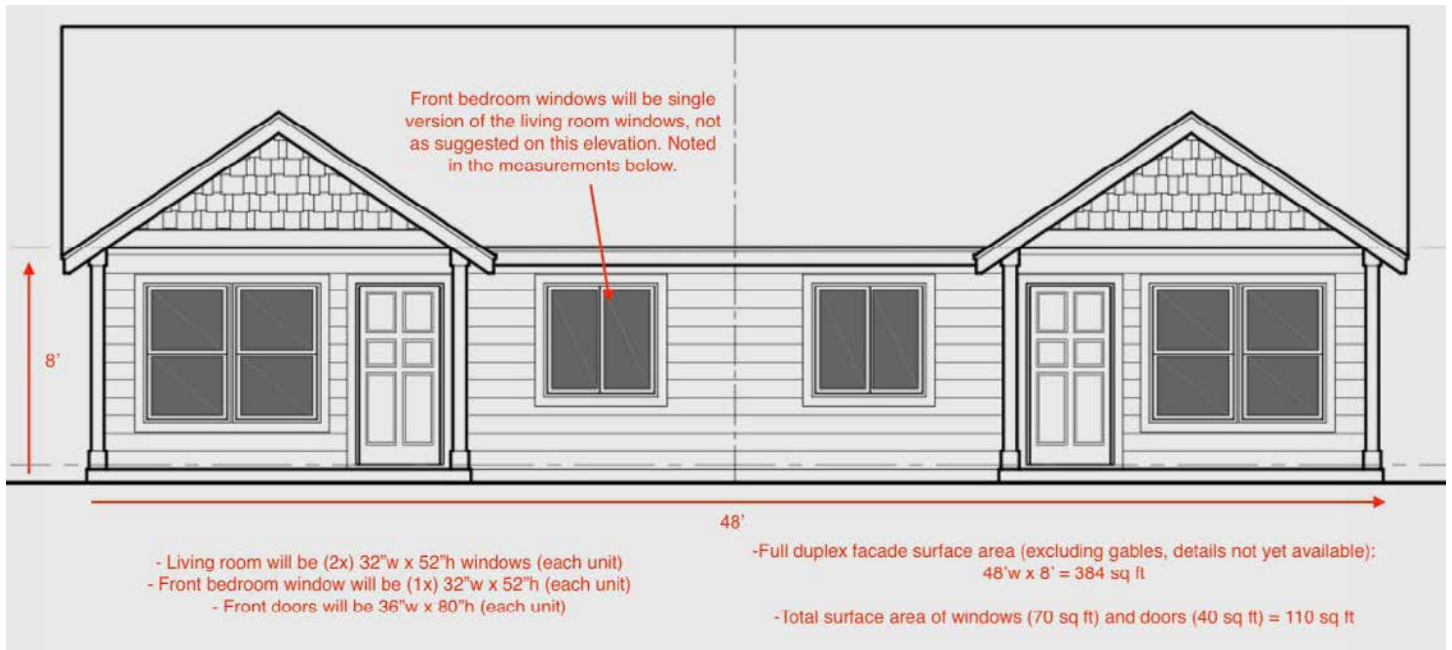 Front bedroom windows will be single
version of the living room windows, not
as suggested on this elevation. Noted
in the measurements below.
8’
48’
- Living room will be (2x) 32”w x 52”h windows (each unit)
- Front bedroom window will be (1x) 32”w x 52”h (each unit)
- Front doors will be 36”w x 80”h (each unit)
-Full duplex facade surface area (excluding gables, details not yet available):
48’w x 8’ = 384 sq ft
-Total surface area of windows (70 sq ft) and doors (40 sq ft) = 110 sq ft